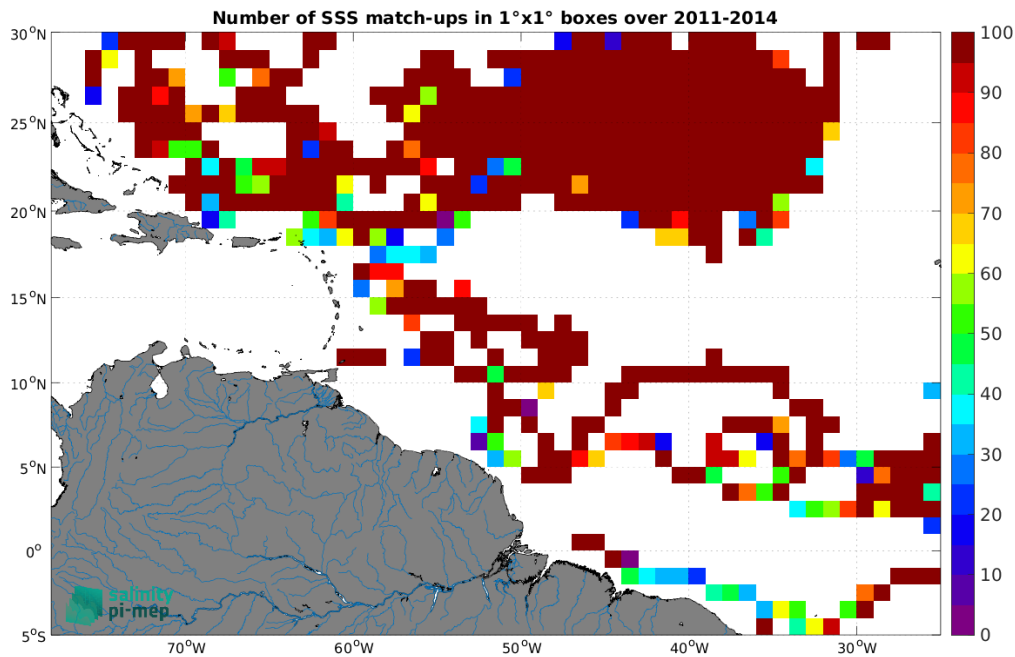 Number of SSS match-ups in 1°x1° boxes over 2011-2014
30°N
25°N
20°N
15°N
10°N
5°N
0°
5°S
70°W
60°W
50°W
40°W
30°W
100
90
80
70
60
50
40
30
20
10
0
salinity
pi-mep